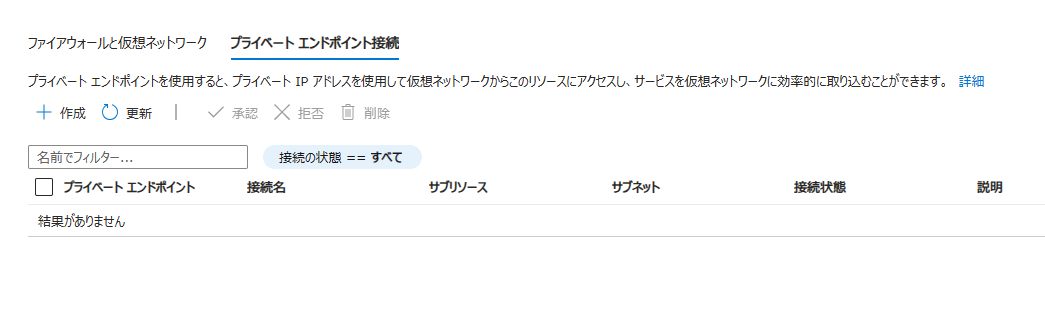 ファイアウォールと仮想ネットワーク プライベート エンドポイント接続
プライベート エンドポイントを使用すると、プライベート IP アドレスを使用して仮想ネットワークからこのリソースにアクセスし、サービスを仮想ネットワークに効率的に取り込むことができます。 詳細
作成 更新 承認 拒否 削除
名前でフィルター... 接続の状態 == すべて
プライベート エンドポイント 接続名 サブリソース サブネット 接続状態 説明
結果がありません